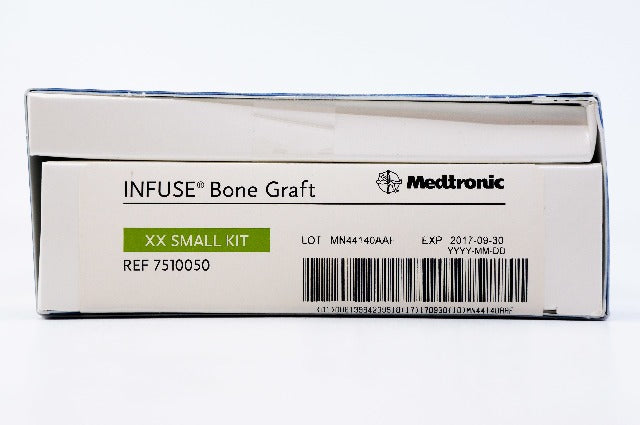 INFUSE® Bone Graft
Medtronic
XX SMALL KIT
LOT MN44140AAF EXP 2017-09-30
YYYY-MM-DD
REF 7510050